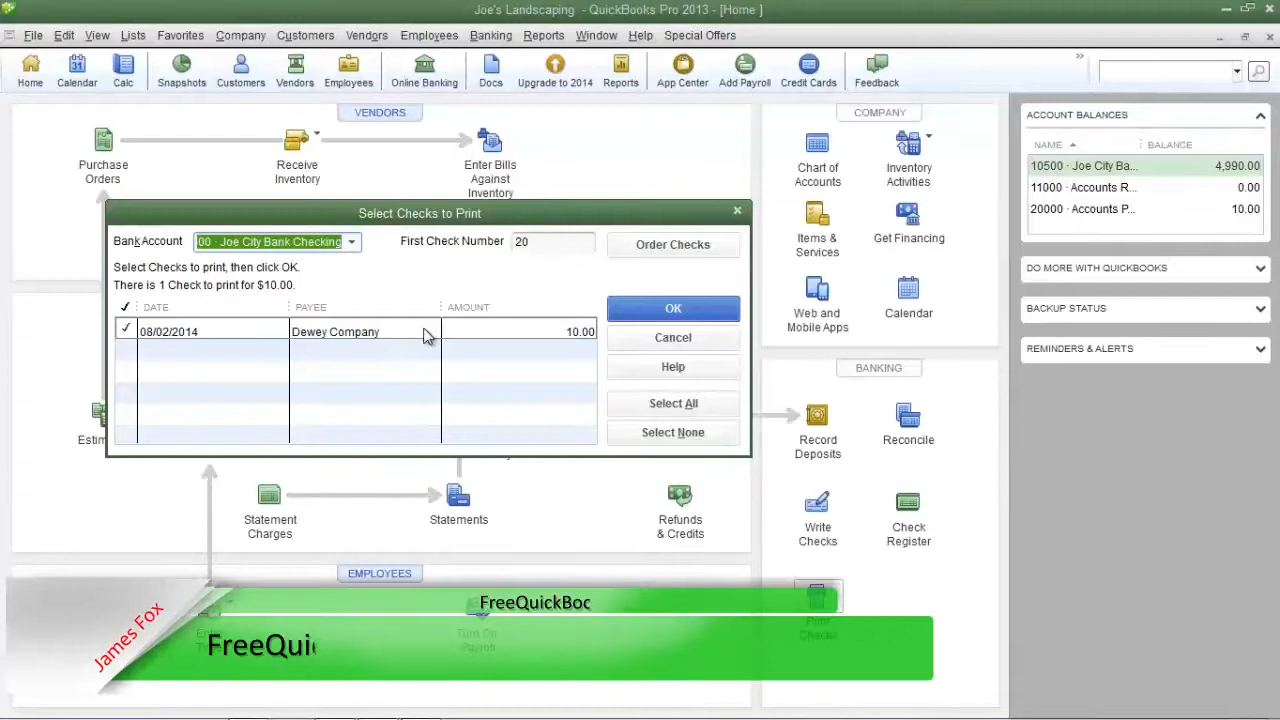 Joe's Landscaping - QuickBooks Pro 2013 - [Home ]
File Edit View Lists Favorites Company Customers Vendors Employees Banking Reports Window Help Special Offers
Home Calendar Calc Snapshots Customers Vendors Employees Online Banking Docs Upgrade to 2014 Reports App Center Add Payroll Credit Cards Feedback
VENDORS
Purchase
Orders
Receive
Inventory
Enter Bills
Against
Inventory
Select Checks to Print
Bank Account 00 · Joe City Bank Checking First Check Number 20 Order Checks
Select Checks to print, then click OK.
There is 1 Check to print for $10.00.
DATE PAYEE AMOUNT
08/02/2014 Dewey Company 10.00
OK
Cancel
Help
Select All
Select None
Estim
Statement
Charges
Statements
Refunds
& Credits
EMPLOYEES
Turn On
Payroll
COMPANY
Chart of
Accounts
Inventory
Activities
Items &
Services
Get Financing
Web and
Mobile Apps
Calendar
BANKING
Record
Deposits
Reconcile
Write
Checks
Check
Register
Print
Checks
ACCOUNT BALANCES
NAME BALANCE
10500 · Joe City Ba... 4,990.00
11000 · Accounts R... 0.00
20000 · Accounts P... 10.00
DO MORE WITH QUICKBOOKS
BACKUP STATUS
REMINDERS & ALERTS
James Fox
FreeQuickBoc
FreeQui